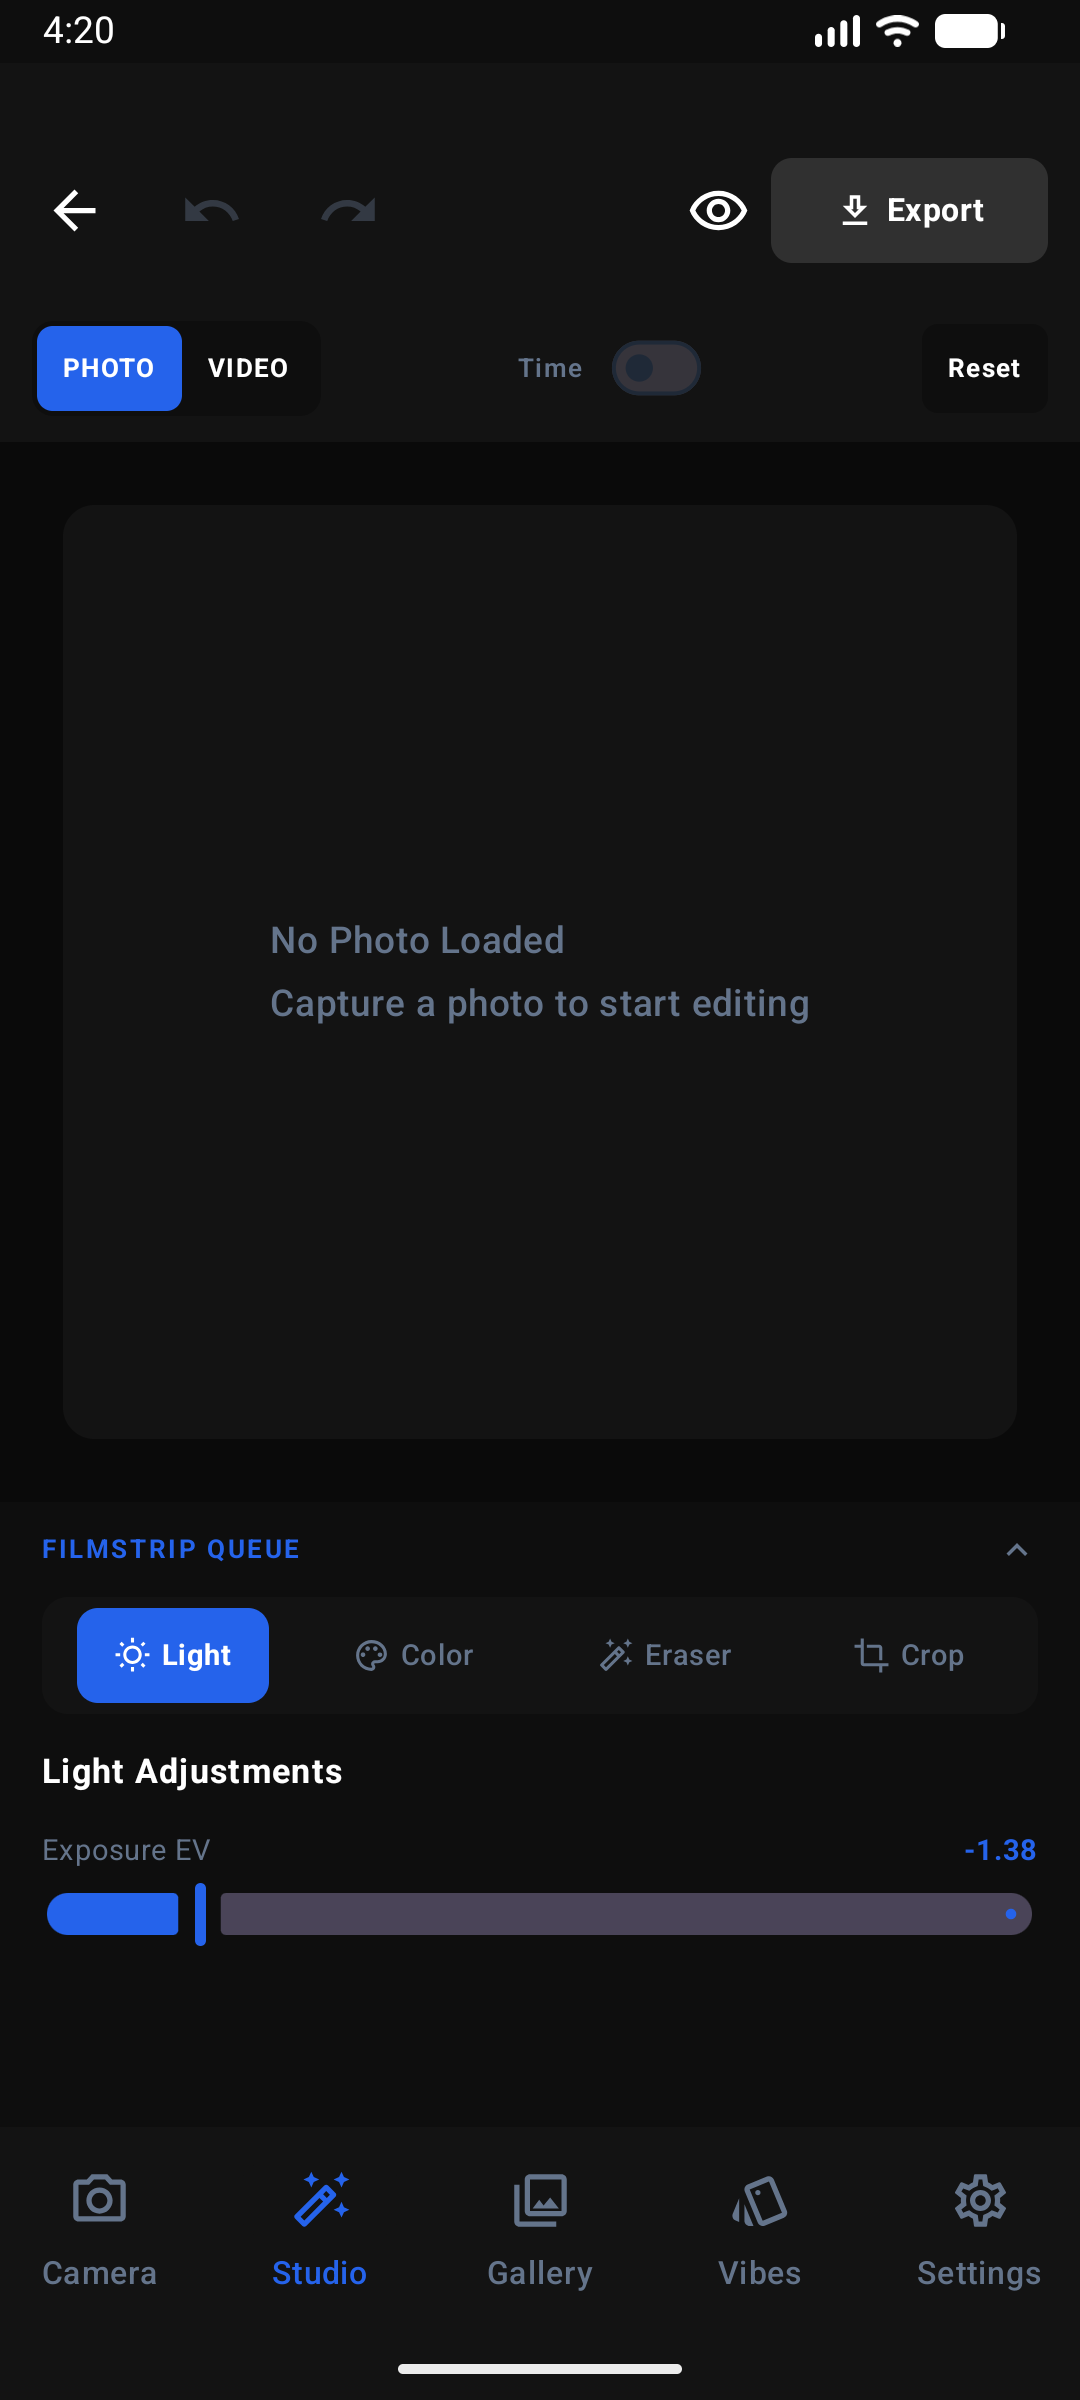 4:20
Export
PHOTO
VIDEO
Time
Reset
No Photo Loaded
Capture a photo to start editing
FILMSTRIP QUEUE
Light
Color
Eraser
Crop
Light Adjustments
Exposure EV
-1.38
Camera
Studio
Gallery
Vibes
Settings